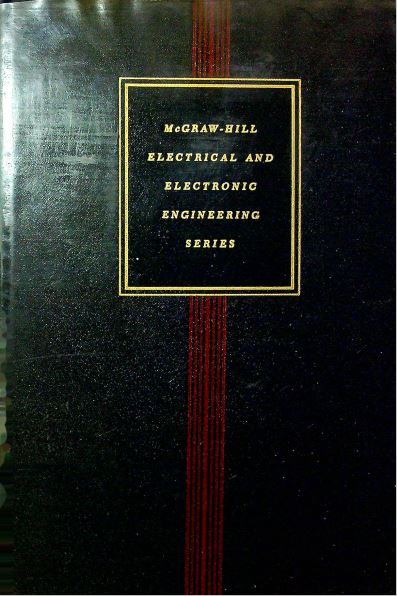 McGRAW-HILL
ELECTRICAL AND
ELECTRONIC
ENGINEERING
SERIES